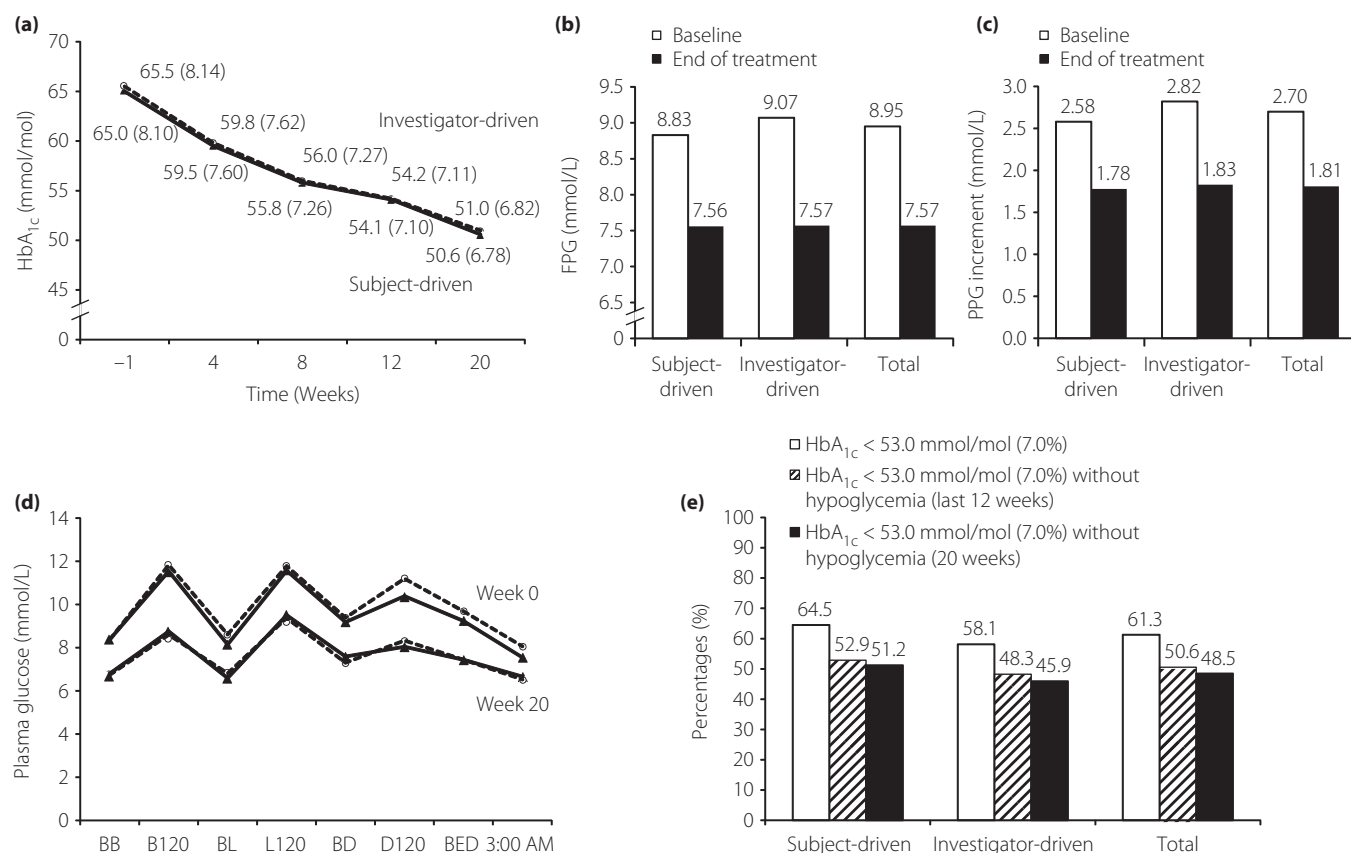 (a)
70
65
60
55
50
45
0
HbA1c (mmol/mol)
65.5 (8.14)
65.0 (8.10)
59.8 (7.62)
59.5 (7.60)
Investigator-driven
56.0 (7.27)
55.8 (7.26)
54.2 (7.11)
54.1 (7.10)
51.0 (6.82)
50.6 (6.78)
Subject-driven
−1 4 8 12 20
Time (Weeks)
(b)
Baseline
End of treatment
9.5
9.0
8.5
8.0
7.5
7.0
6.5
0
FPG (mmol/L)
8.83
7.56
9.07
7.57
8.95
7.57
Subject-
driven
Investigator-
driven
Total
(c)
Baseline
End of treatment
3.0
2.5
2.0
1.5
1.0
0.5
0.0
PPG increment (mmol/L)
2.58
1.78
2.82
1.83
2.70
1.81
Subject-
driven
Investigator-
driven
Total
(d)
14
12
10
8
6
4
2
0
Plasma glucose (mmol/L)
Week 0
Week 20
BB B120 BL L120 BD D120 BED 3:00 AM
(e)
HbA1c < 53.0 mmol/mol (7.0%)
HbA1c < 53.0 mmol/mol (7.0%) without
hypoglycemia (last 12 weeks)
HbA1c < 53.0 mmol/mol (7.0%) without
hypoglycemia (20 weeks)
100
90
80
70
60
50
40
30
20
10
0
Percentages (%)
64.5
52.9
51.2
58.1
48.3
45.9
61.3
50.6
48.5
Subject-driven Investigator-driven Total